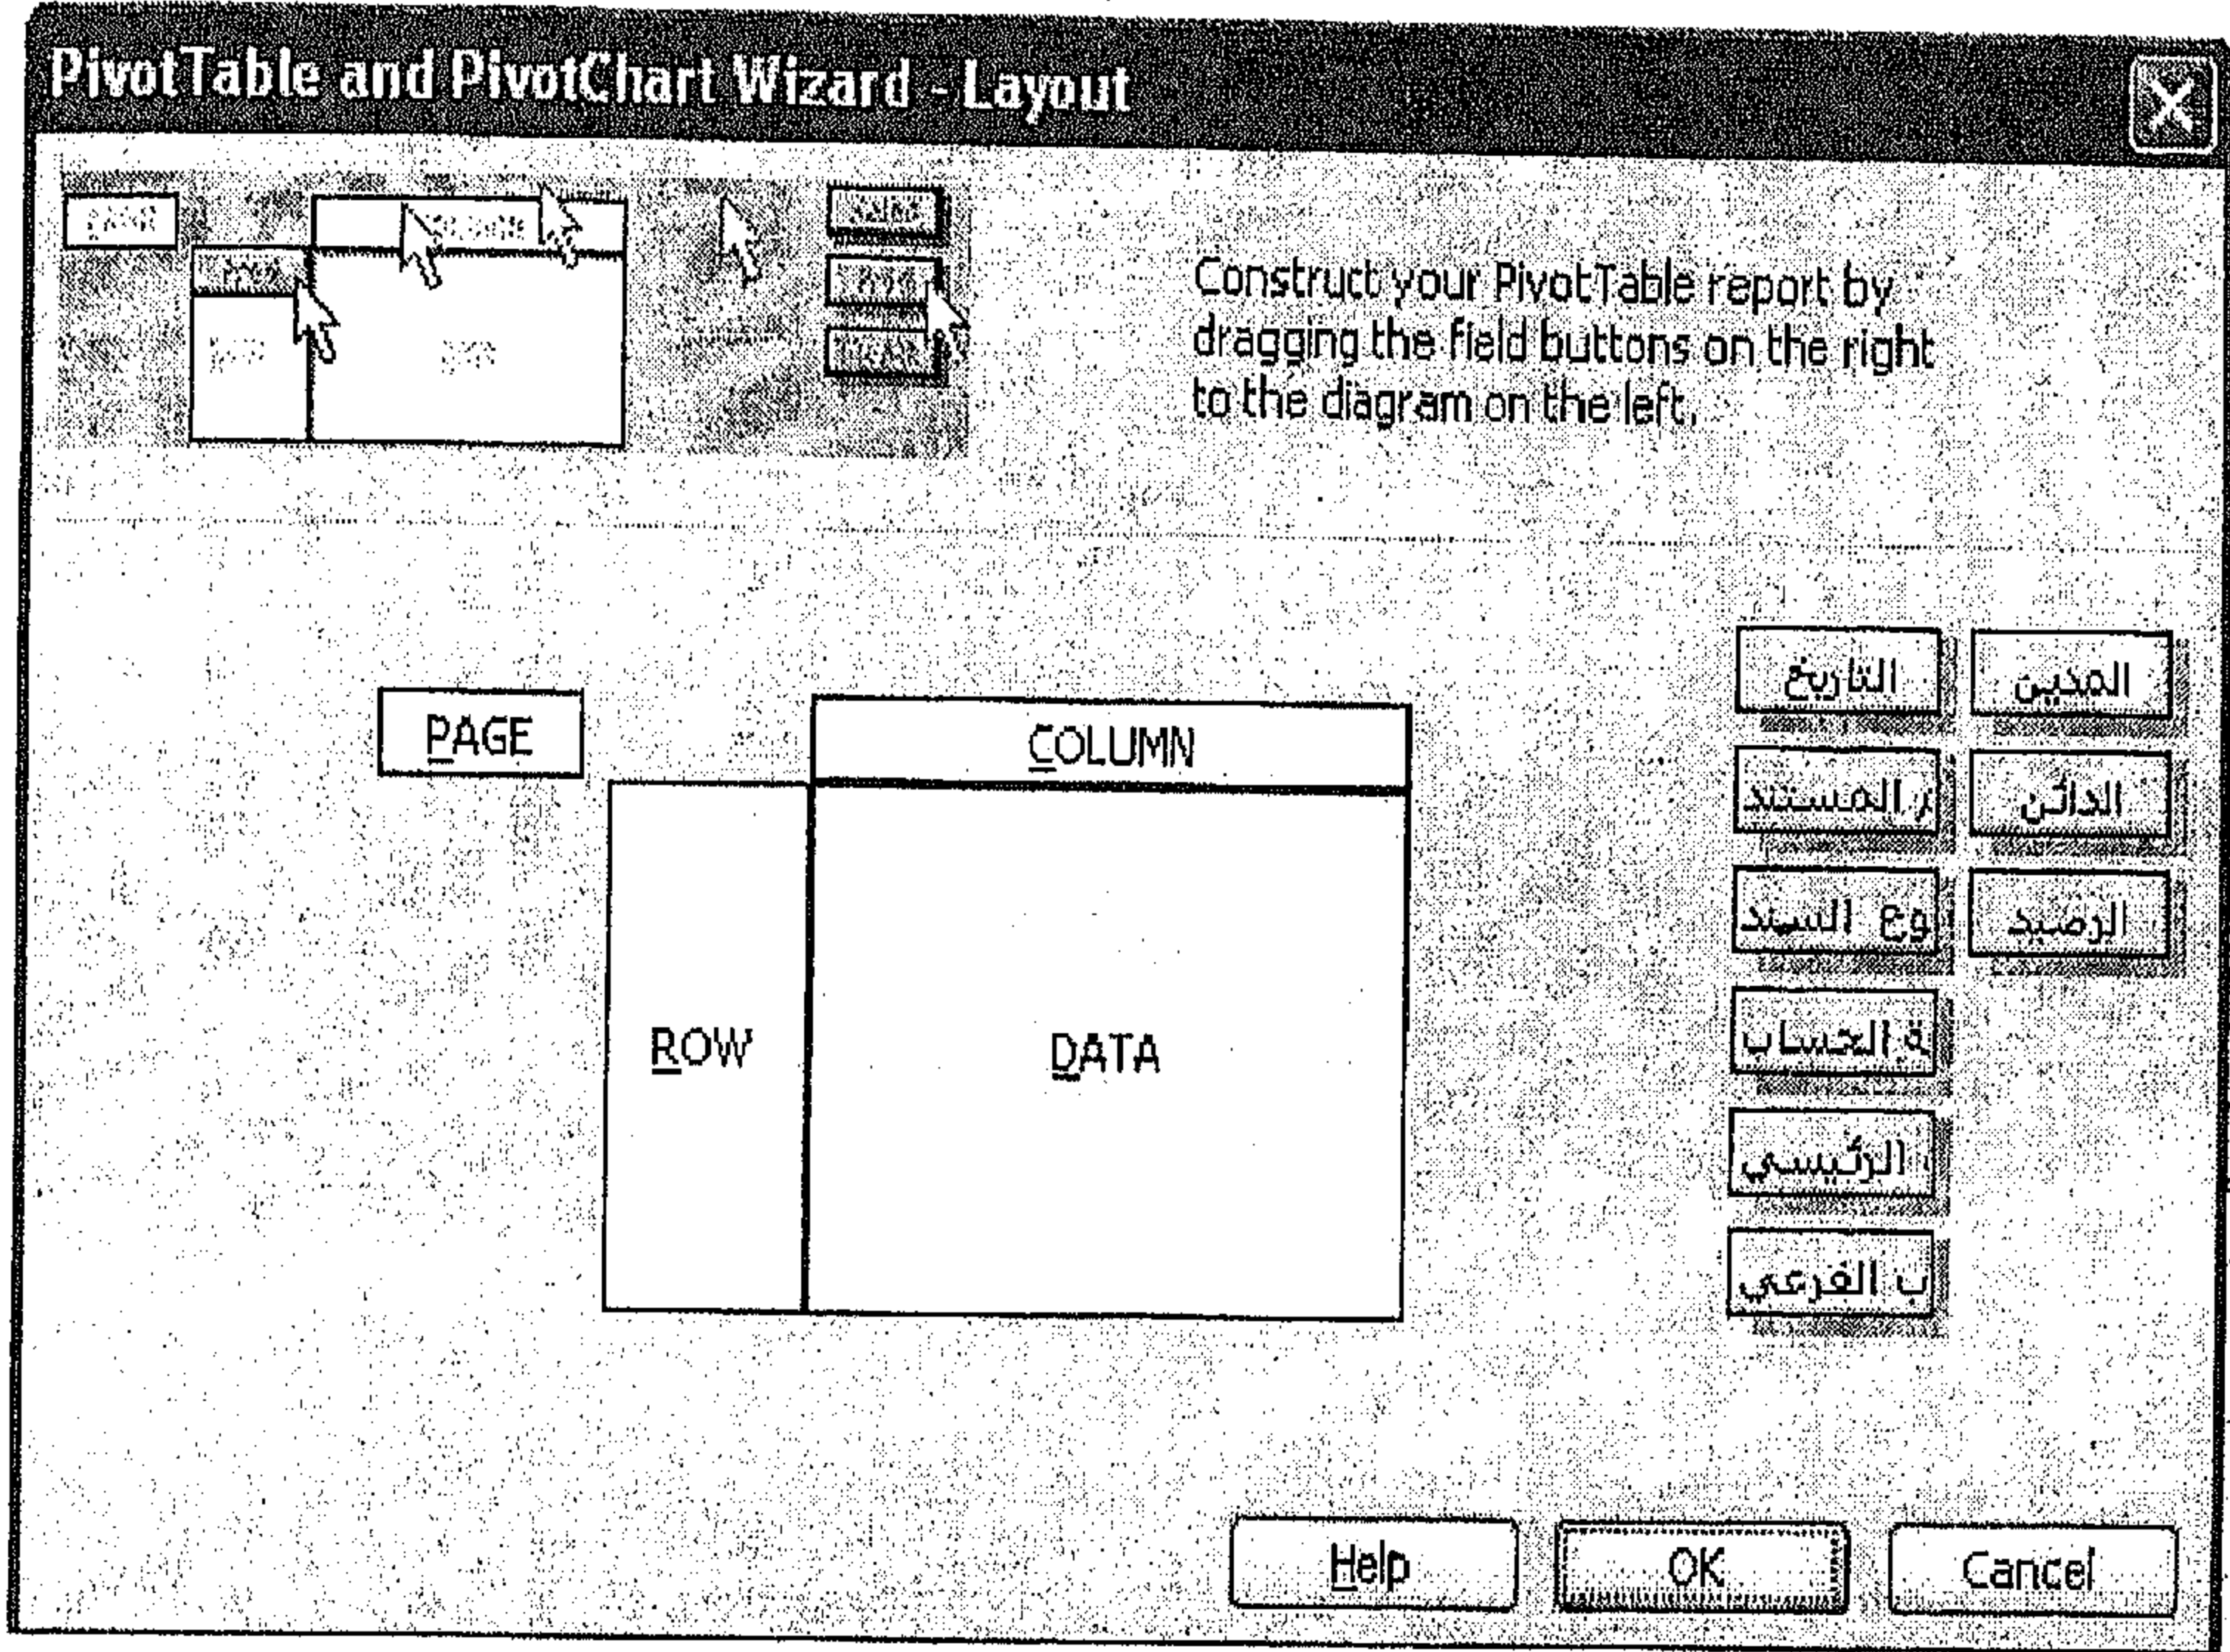 PivotTable and PivotChart Wizard - Layout
Construct your PivotTable report by
dragging the field buttons on the right
to the diagram on the left.
PAGE
COLUMN
ROW
DATA
التاريخ
المدين
ر المستند
الدائن
وع السند
الرصيد
ة الحساب
الرئيسي
ب الفرعي
Help
OK
Cancel